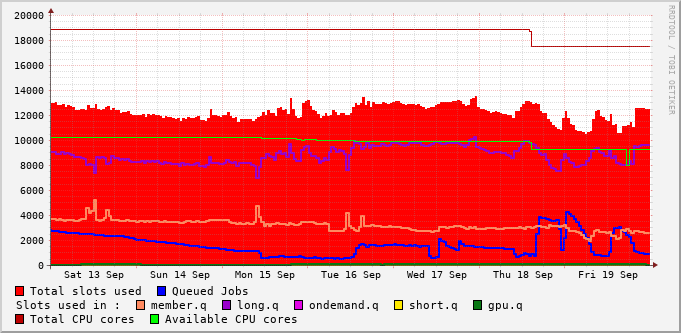 20000
18000
16000
14000
12000
10000
8000
6000
4000
2000
0
Sat 13 Sep Sun 14 Sep Mon 15 Sep Tue 16 Sep Wed 17 Sep Thu 18 Sep Fri 19 Sep
RRDTOOL / TOBI OETIKER
Total slots used Queued Jobs
Slots used in : member.q long.q ondemand.q short.q gpu.q
Total CPU cores Available CPU cores